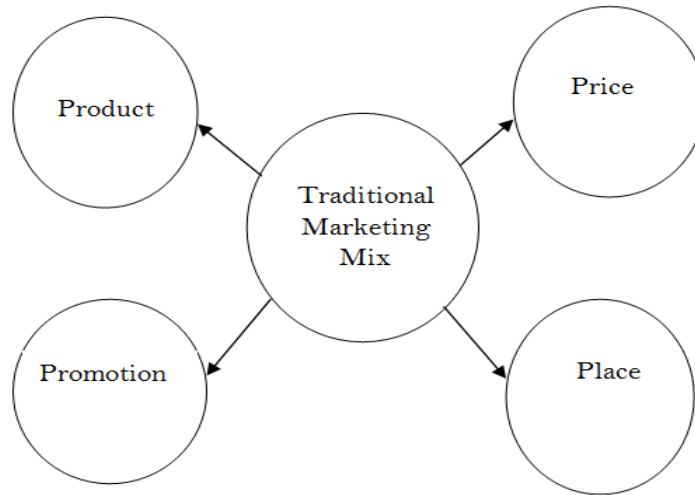 Product
Price
Traditional
Marketing
Mix
Promotion
Place